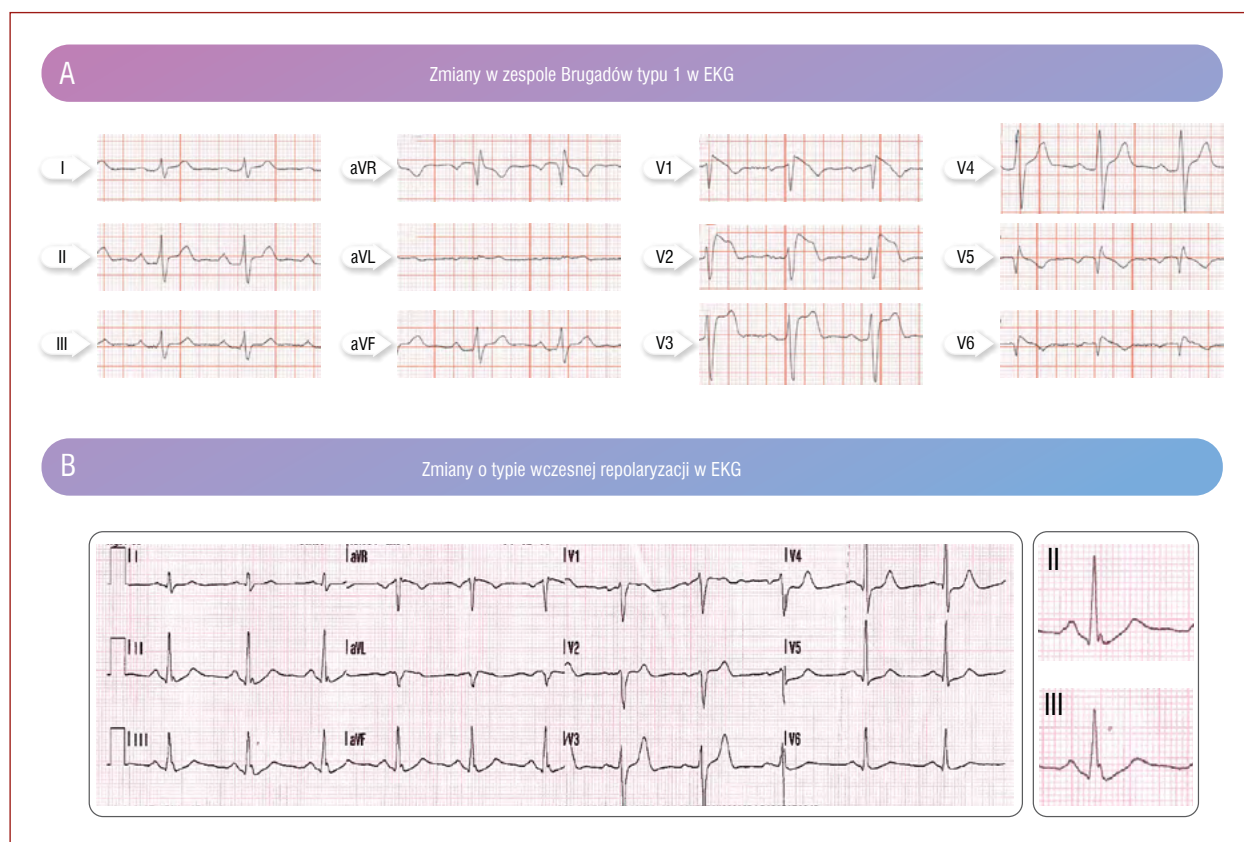 A
Zmiany w zespole Brugadów typu 1 w EKG
I
aVR
V1
V4
II
aVL
V2
V5
III
aVF
V3
V6
B
Zmiany o typie wczesnej repolaryzacji w EKG
I
aVR
V1
V4
II
aVL
V2
V5
III
aVF
V3
V6
II
III